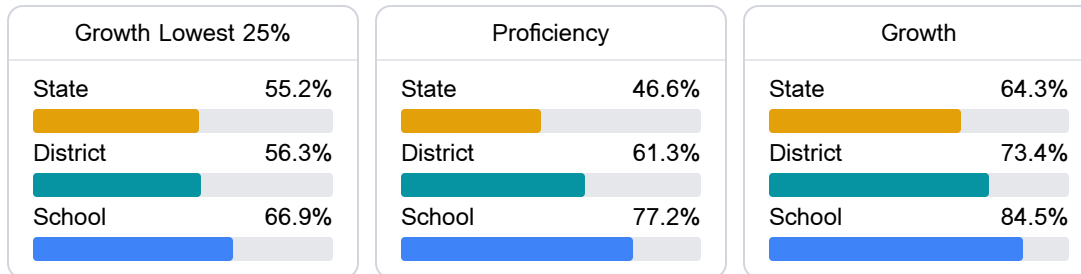 Growth Lowest 25%
State 55.2%
District 56.3%
School 66.9%
Proficiency
State 46.6%
District 61.3%
School 77.2%
Growth
State 64.3%
District 73.4%
School 84.5%